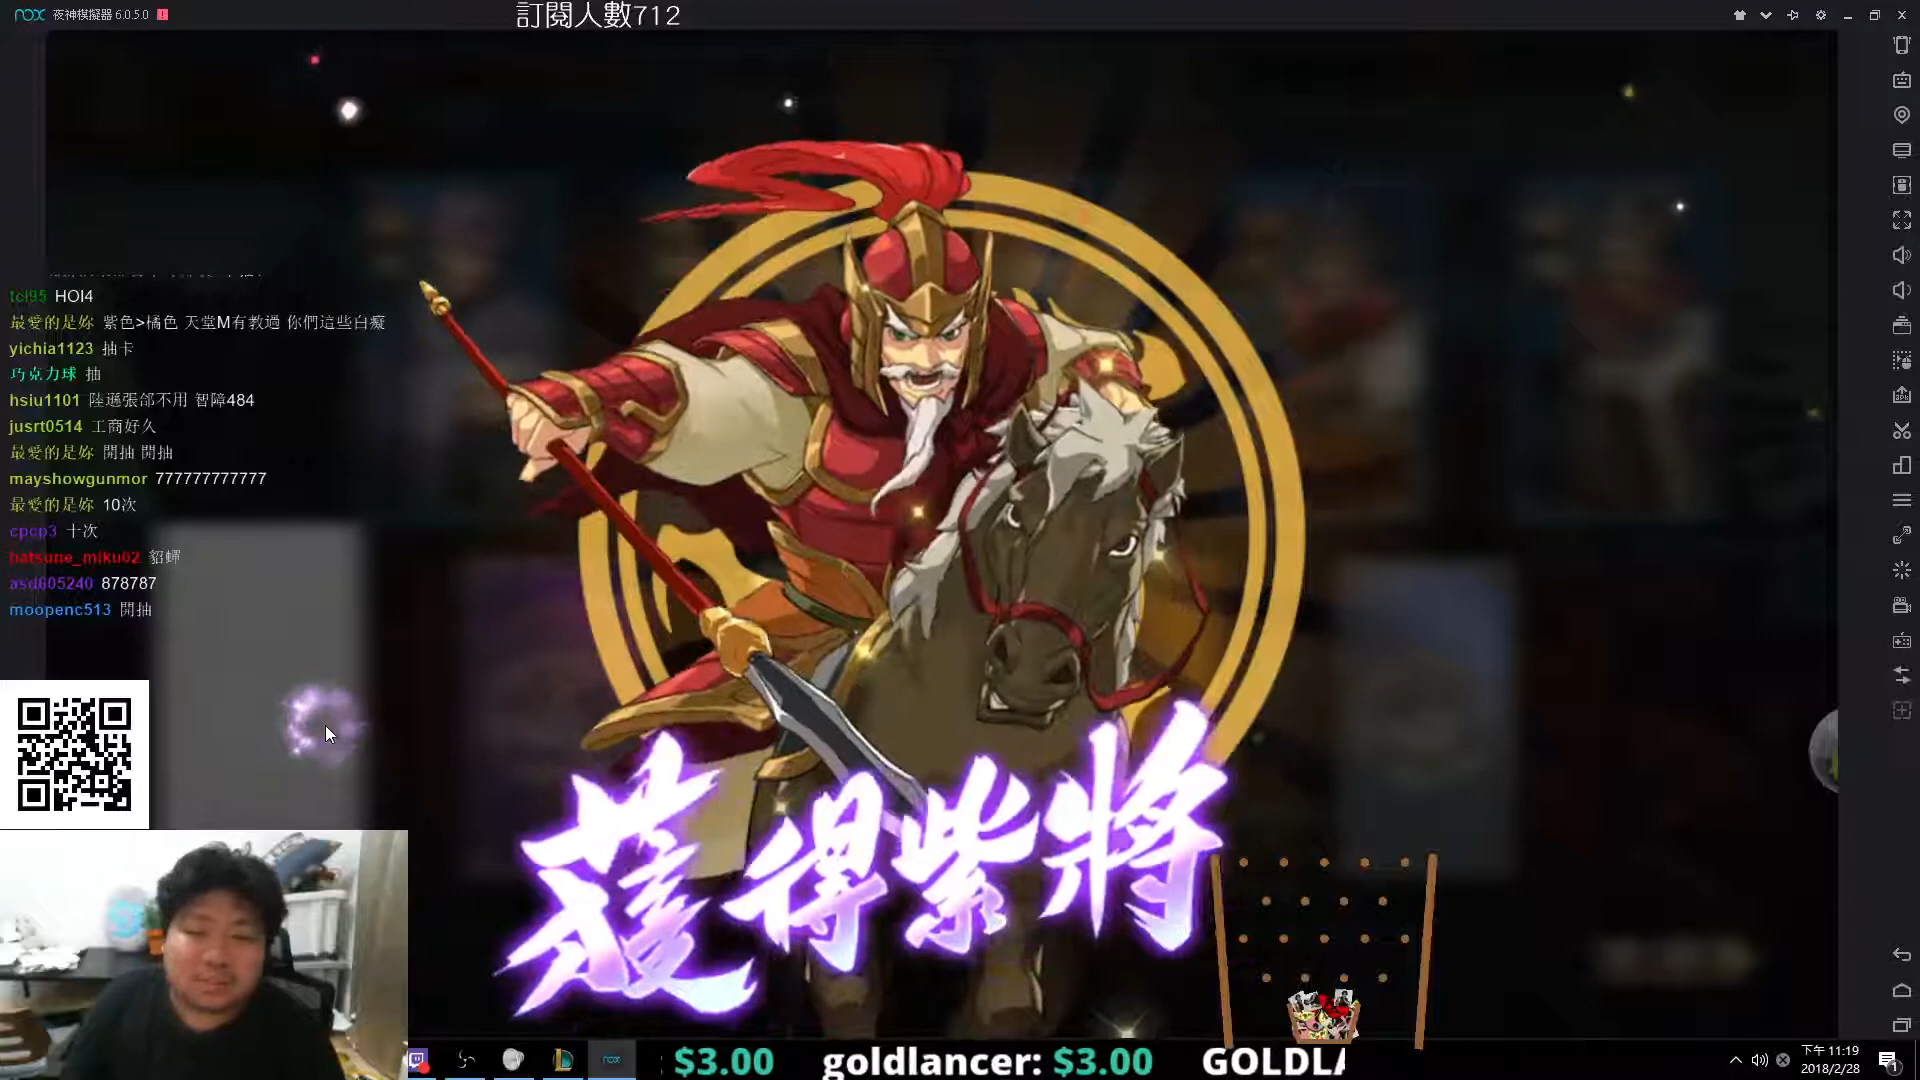 nox 夜神模擬器 6.0.5.0
訂閱人數712
tcl95 HOI4
最愛的是妳 紫色>橘色 天堂M有教過 你們這些白癡
yichia1123 抽卡
巧克力球 抽
hsiu1101 陸遜張郃不用 智障484
jusrt0514 工商好久
最愛的是妳 開抽 開抽
mayshowgunmor 777777777777
最愛的是妳 10次
cpcp3 十次
hatsune_miku02 貂蟬
asd605240 878787
moopenc513 開抽
獲得紫將
: $3.00 goldlancer: $3.00 GOLDLA
下午 11:19
2018/2/28